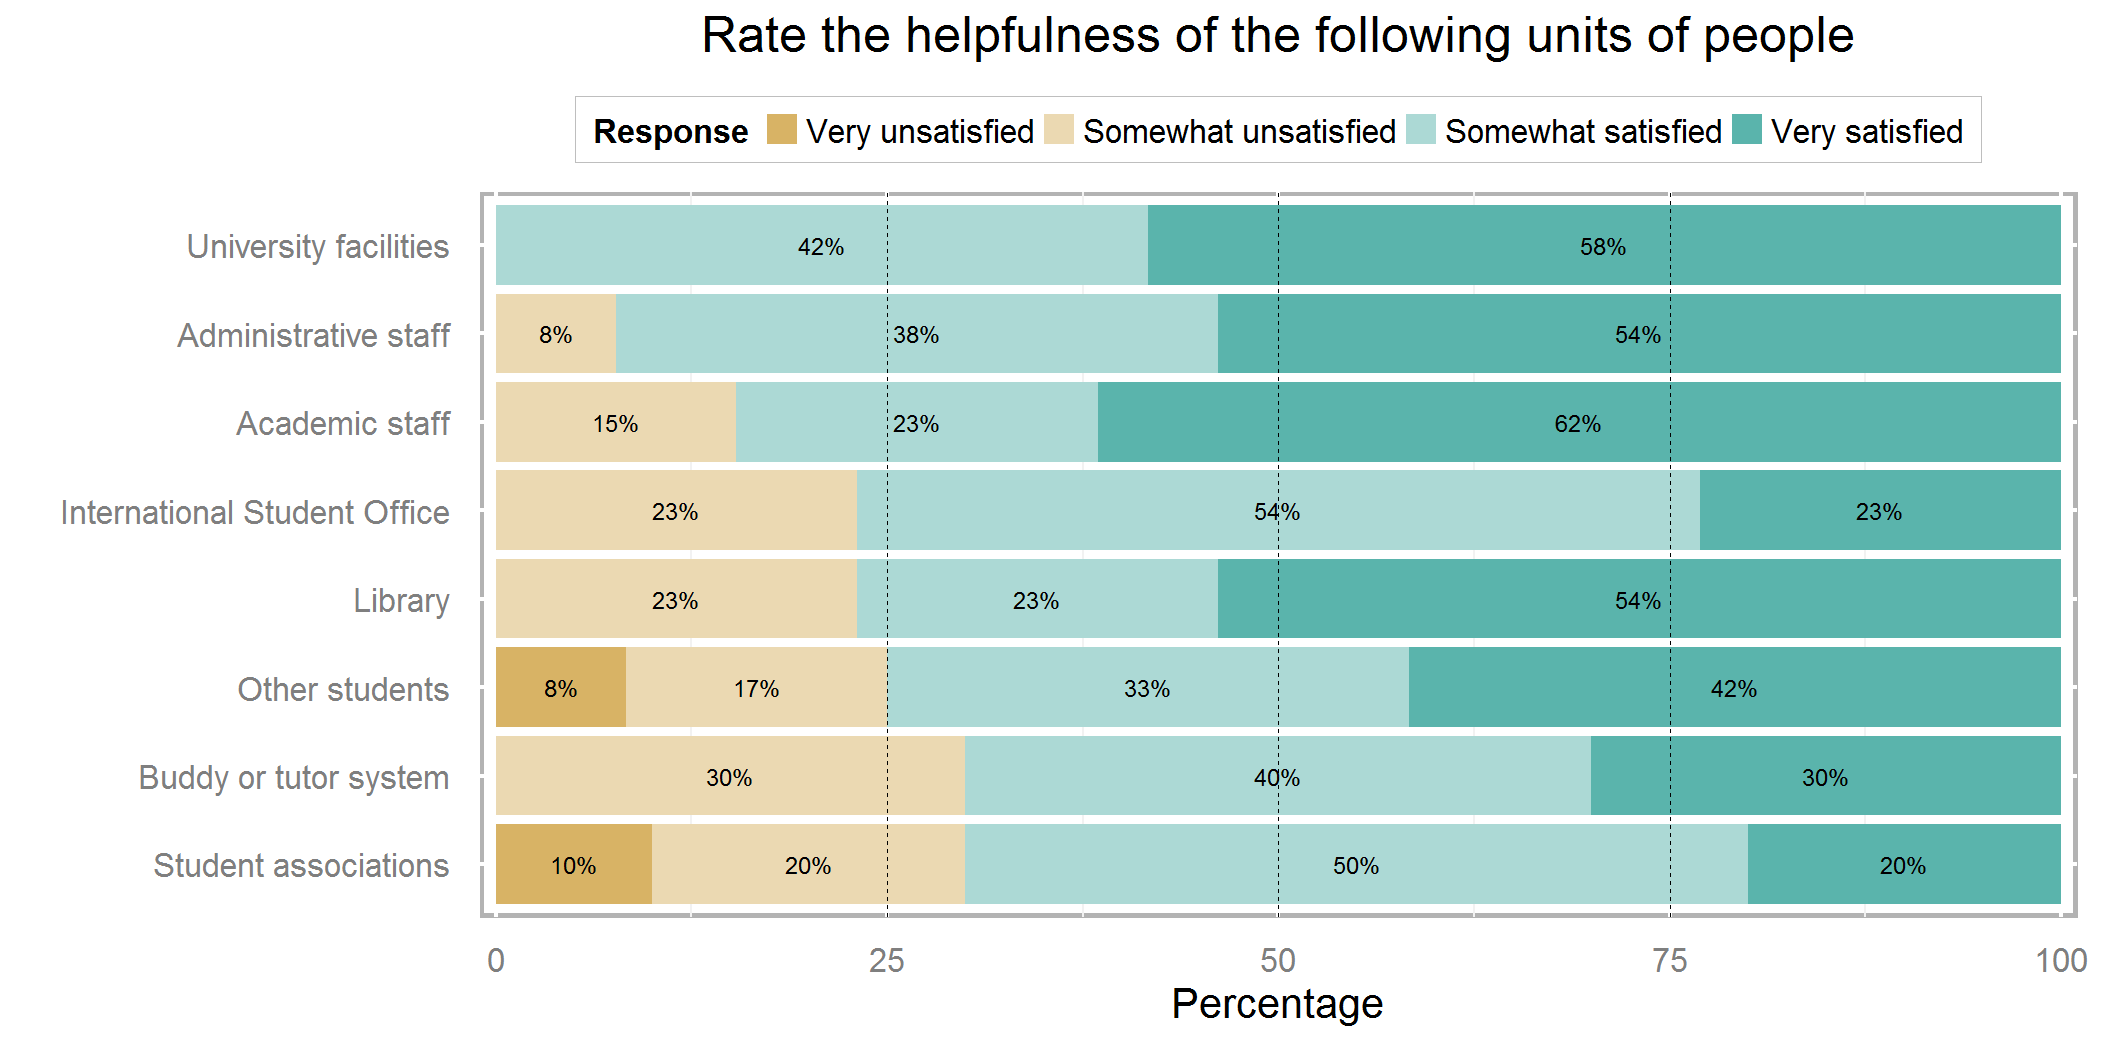 Rate the helpfulness of the following units of people
Response Very unsatisfied Somewhat unsatisfied Somewhat satisfied Very satisfied
University facilities 42% 58%
Administrative staff 8% 38% 54%
Academic staff 15% 23% 62%
International Student Office 23% 54% 23%
Library 23% 23% 54%
Other students 8% 17% 33% 42%
Buddy or tutor system 30% 40% 30%
Student associations 10% 20% 50% 20%
0 25 50 75 100
Percentage